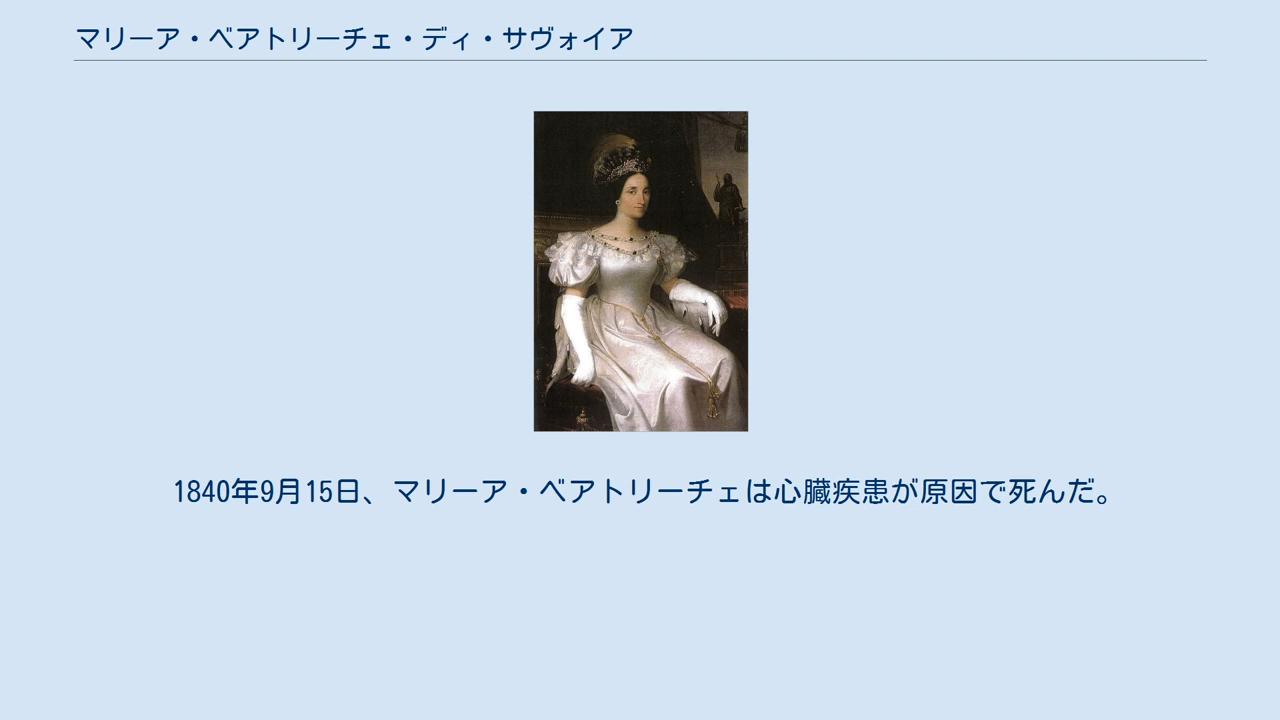 マリーア・ベアトリーチェ・ディ・サヴォイア
1840年9月15日、マリーア・ベアトリーチェは心臓疾患が原因で死んだ。